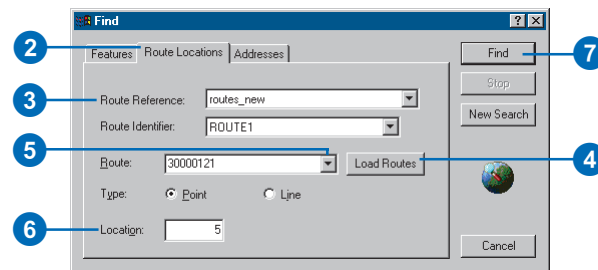 Find
2
Features Route Locations Addresses
Find
7
Stop
3
Route Reference: routes_new
New Search
Route Identifier: ROUTE1
5
Route: 30000121
Load Routes
4
Type: Point Line
6
Location: 5
Cancel